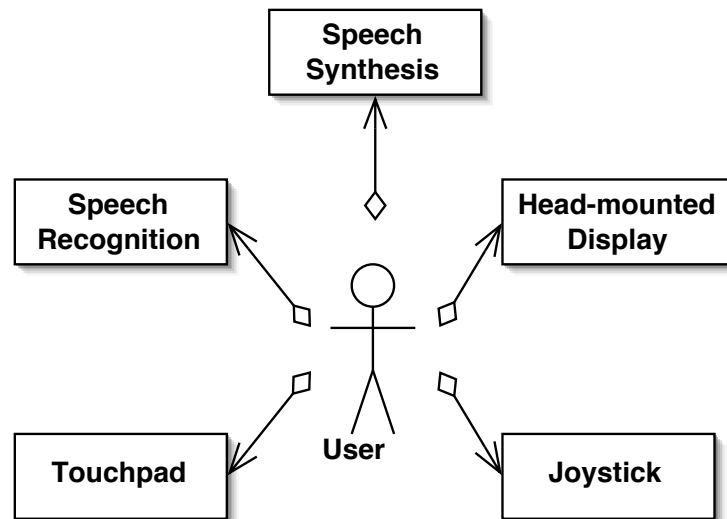 Speech
Synthesis
Speech
Recognition
Head-mounted
Display
User
Touchpad
Joystick